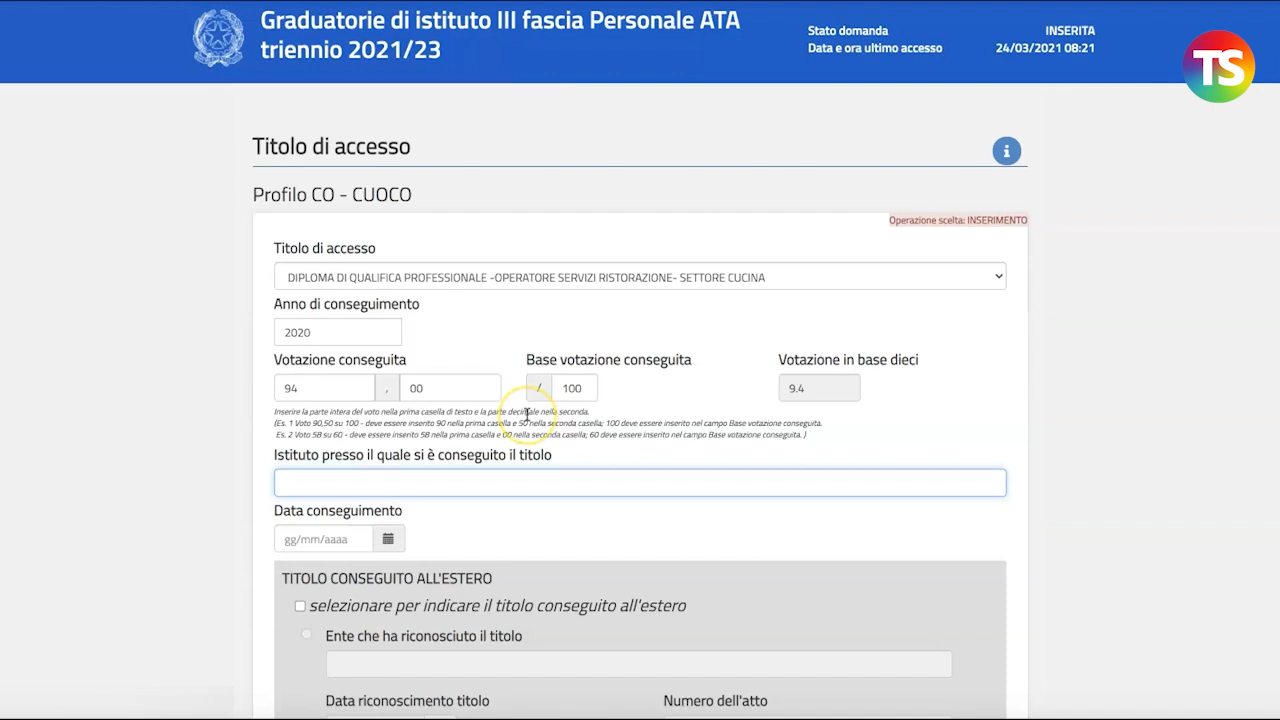 Graduatorie di istituto III fascia Personale ATA
triennio 2021/23
Stato domanda INSERITA
Data e ora ultimo accesso 24/03/2021 08:21
TS
Titolo di accesso
i
Profilo CO - CUOCO
Operazione scelta: INSERIMENTO
Titolo di accesso
DIPLOMA DI QUALIFICA PROFESSIONALE -OPERATORE SERVIZI RISTORAZIONE- SETTORE CUCINA
Anno di conseguimento
2020
Votazione conseguita Base votazione conseguita Votazione in base dieci
94 , 00 / 100 9.4
Inserire la parte intera del voto nella prima casella di testo e la parte decimale nella seconda.
(Es. 1 Voto 90,50 su 100 - deve essere inserito 90 nella prima casella e 50 nella seconda casella; 100 deve essere inserito nel campo Base votazione conseguita.
Es. 2 Voto 58 su 60 - deve essere inserito 58 nella prima casella e 00 nella seconda casella; 60 deve essere inserito nel campo Base votazione conseguita. )
Istituto presso il quale si è conseguito il titolo
Data conseguimento
gg/mm/aaaa
TITOLO CONSEGUITO ALL'ESTERO
selezionare per indicare il titolo conseguito all'estero
Ente che ha riconosciuto il titolo
Data riconoscimento titolo Numero dell'atto